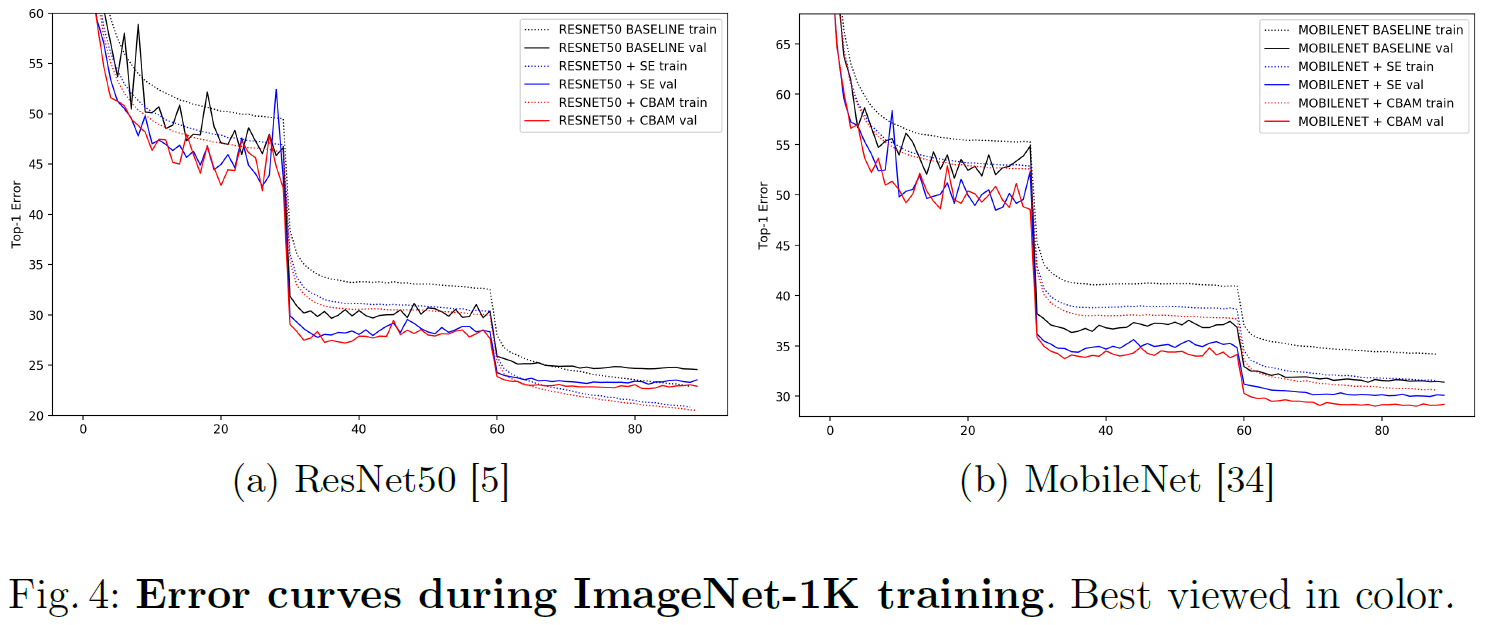 60
55
50
45
40
35
30
25
20
Top-1 Error
0
20
40
60
80
RESNET50 BASELINE train
RESNET50 BASELINE val
RESNET50 + SE train
RESNET50 + SE val
RESNET50 + CBAM train
RESNET50 + CBAM val
(a) ResNet50 [5]
65
60
55
50
45
40
35
30
Top-1 Error
0
20
40
60
80
MOBILENET BASELINE train
MOBILENET BASELINE val
MOBILENET + SE train
MOBILENET + SE val
MOBILENET + CBAM train
MOBILENET + CBAM val
(b) MobileNet [34]
Fig. 4: Error curves during ImageNet-1K training. Best viewed in color.